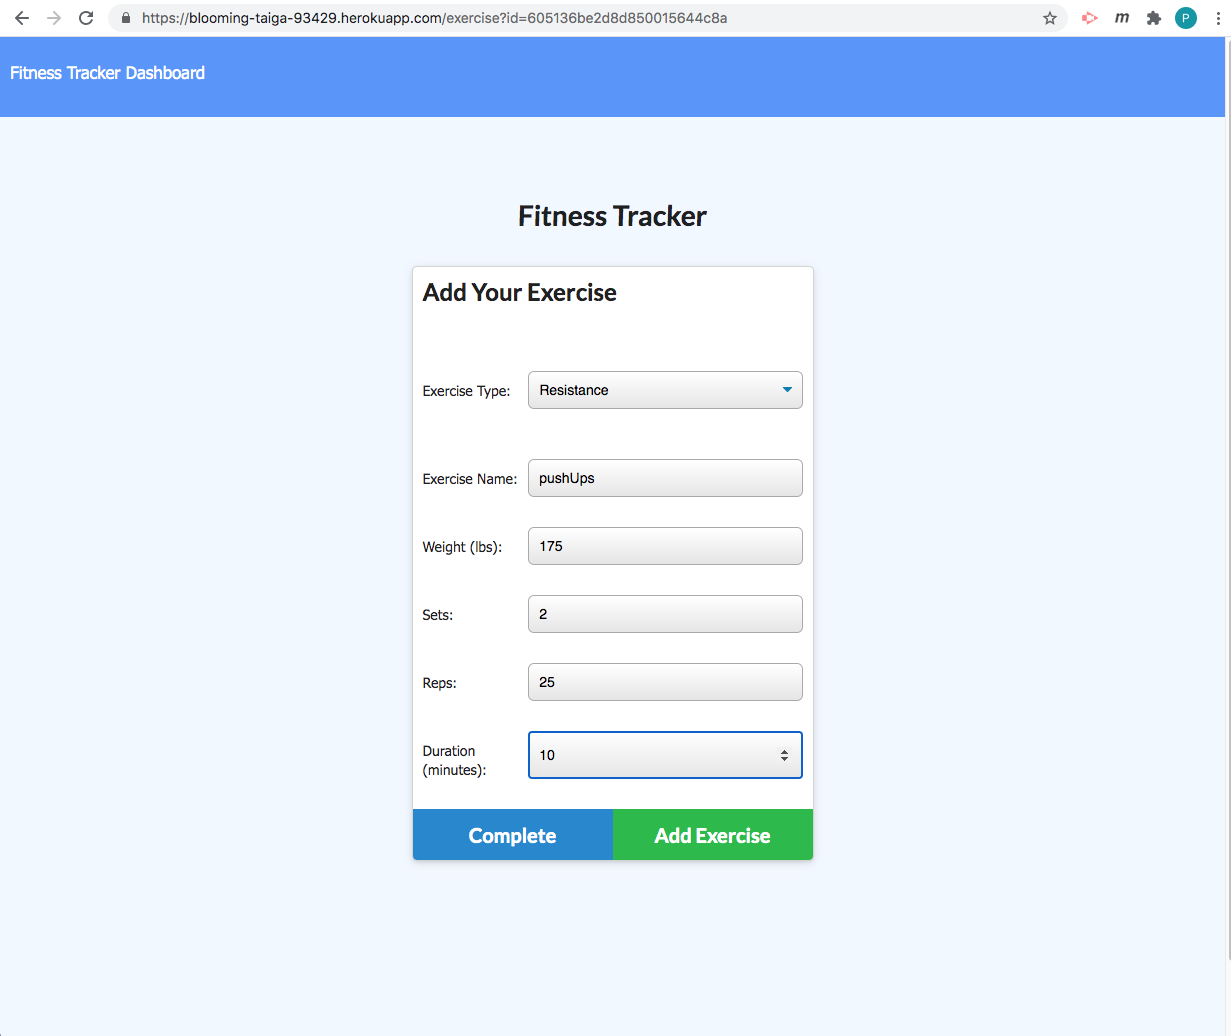 https://blooming-taiga-93429.herokuapp.com/exercise?id=605136be2d8d850015644c8a
m
P
Fitness Tracker Dashboard
Fitness Tracker
Add Your Exercise
Exercise Type: Resistance
Exercise Name: pushUps
Weight (lbs): 175
Sets: 2
Reps: 25
Duration
(minutes): 10
Complete Add Exercise